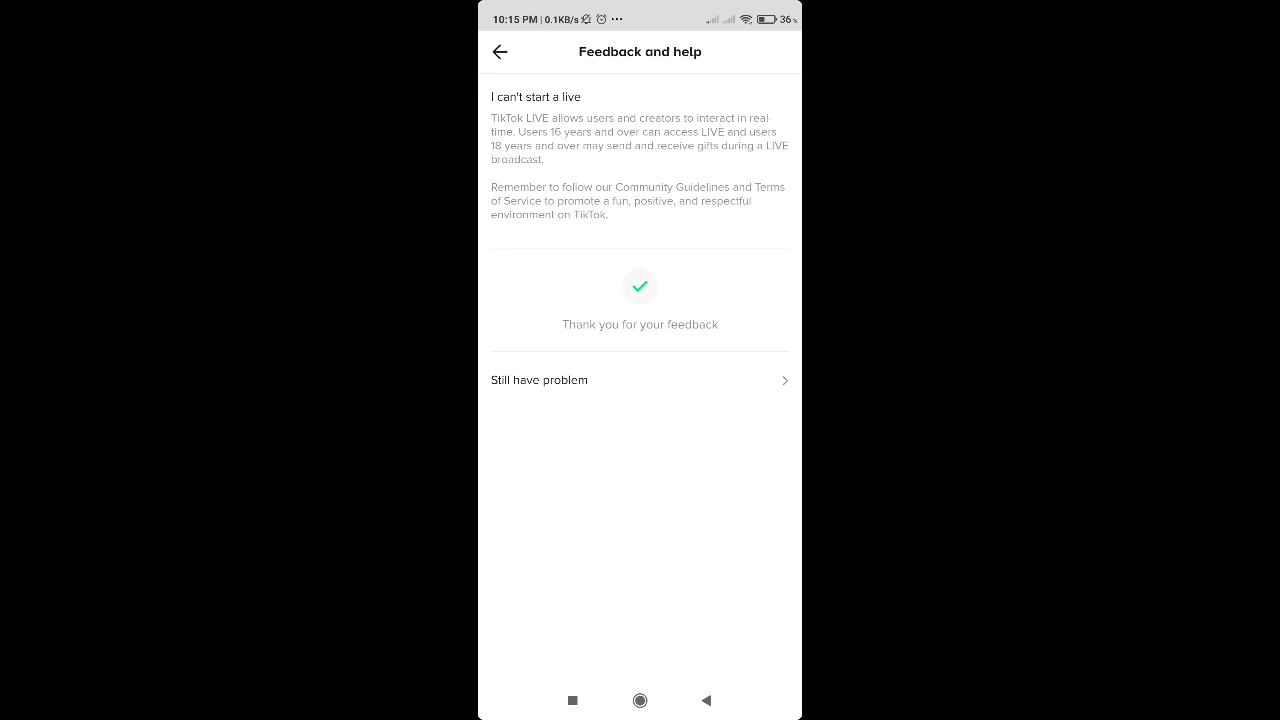 10:15 PM | 0.1KB/s ... 36%
Feedback and help
I can't start a live
TikTok LIVE allows users and creators to interact in real-
time. Users 16 years and over can access LIVE and users
18 years and over may send and receive gifts during a LIVE
broadcast.
Remember to follow our Community Guidelines and Terms
of Service to promote a fun, positive, and respectful
environment on TikTok.
Thank you for your feedback
Still have problem